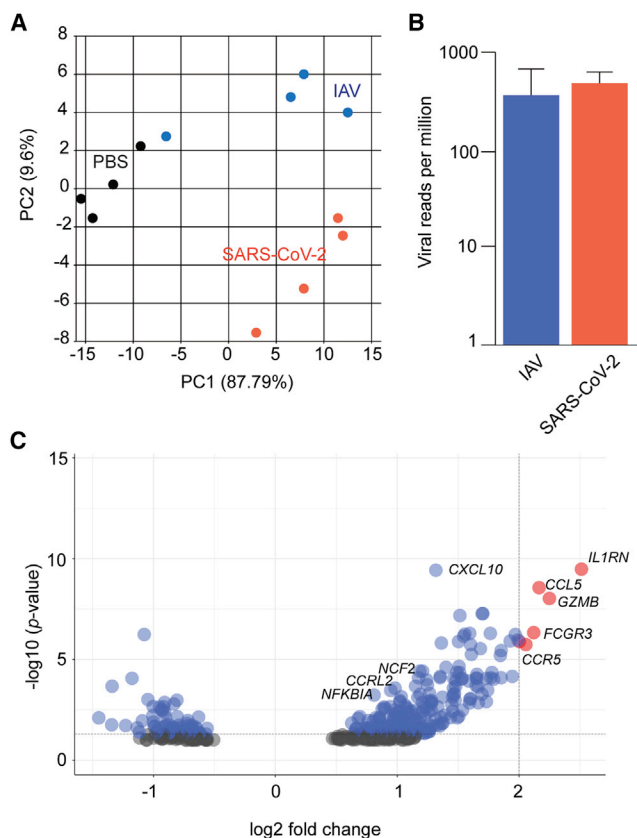 A
8
6
4
2
0
-2
-4
-6
-8
PC2 (9.6%)
IAV
PBS
SARS-CoV-2
-15
-10
-5
0
5
10
15
PC1 (87.79%)
B
1000
100
10
1
Viral reads per million
IAV
SARS-CoV-2
C
15
10
5
0
-log10 (p-value)
IL1RN
CXCL10
CCL5
GZMB
FCGR3
CCR5
NCF2
CCRL2
NFKBIA
-1
0
1
2
log2 fold change